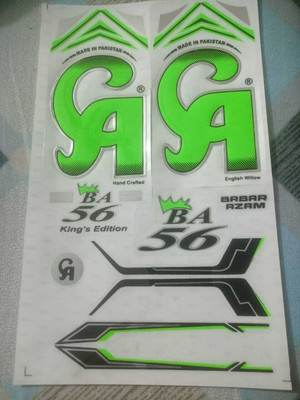 MADE IN PAKISTAN
MADE IN PAKISTAN
CA
®
CA
®
Hand Crafted
English Willow
BA
56
King's Edition
BA
56
BABAR
AZAM
CA